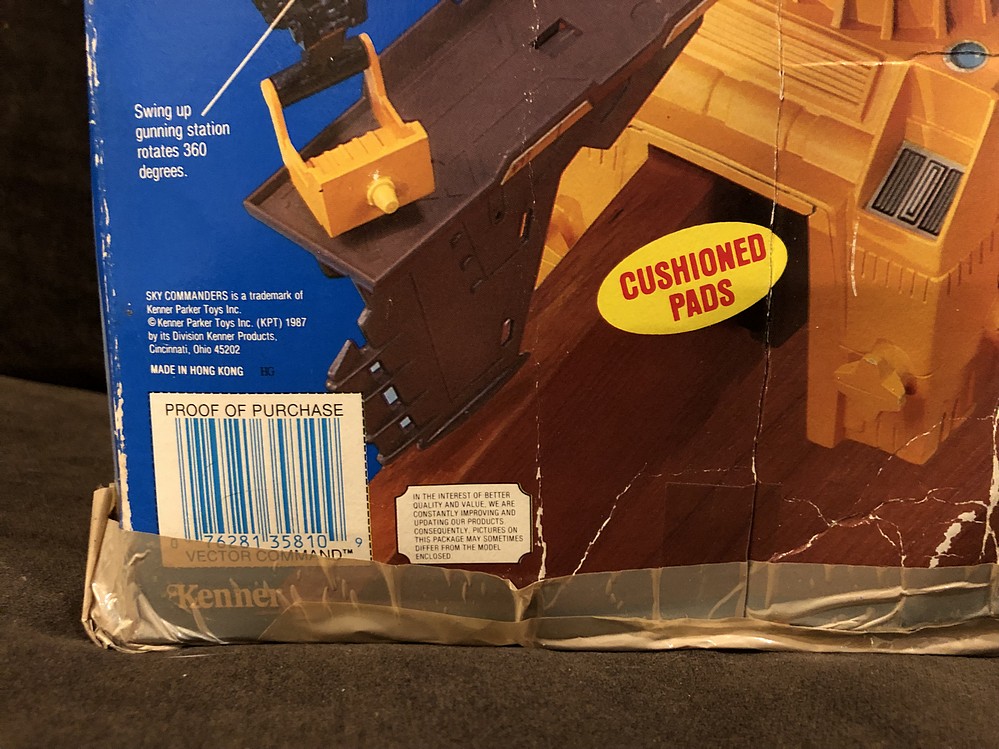 Swing up
gunning station
rotates 360
degrees.
CUSHIONED
PADS
SKY COMMANDERS is a trademark of
Kenner Parker Toys Inc.
© Kenner Parker Toys Inc. (KPT) 1987
by its Division Kenner Products,
Cincinnati, Ohio 45202
MADE IN HONG KONG HG
PROOF OF PURCHASE
76281 35810 9
VECTOR COMMAND™
IN THE INTEREST OF BETTER
QUALITY AND VALUE, WE ARE
CONSTANTLY IMPROVING AND
UPDATING OUR PRODUCTS.
CONSEQUENTLY, PICTURES ON
THIS PACKAGE MAY SOMETIMES
DIFFER FROM THE MODEL
ENCLOSED
Kenner